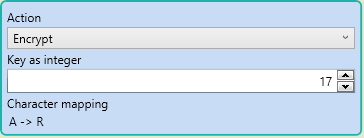 Action
Encrypt
Key as integer
17
Character mapping
A -> R